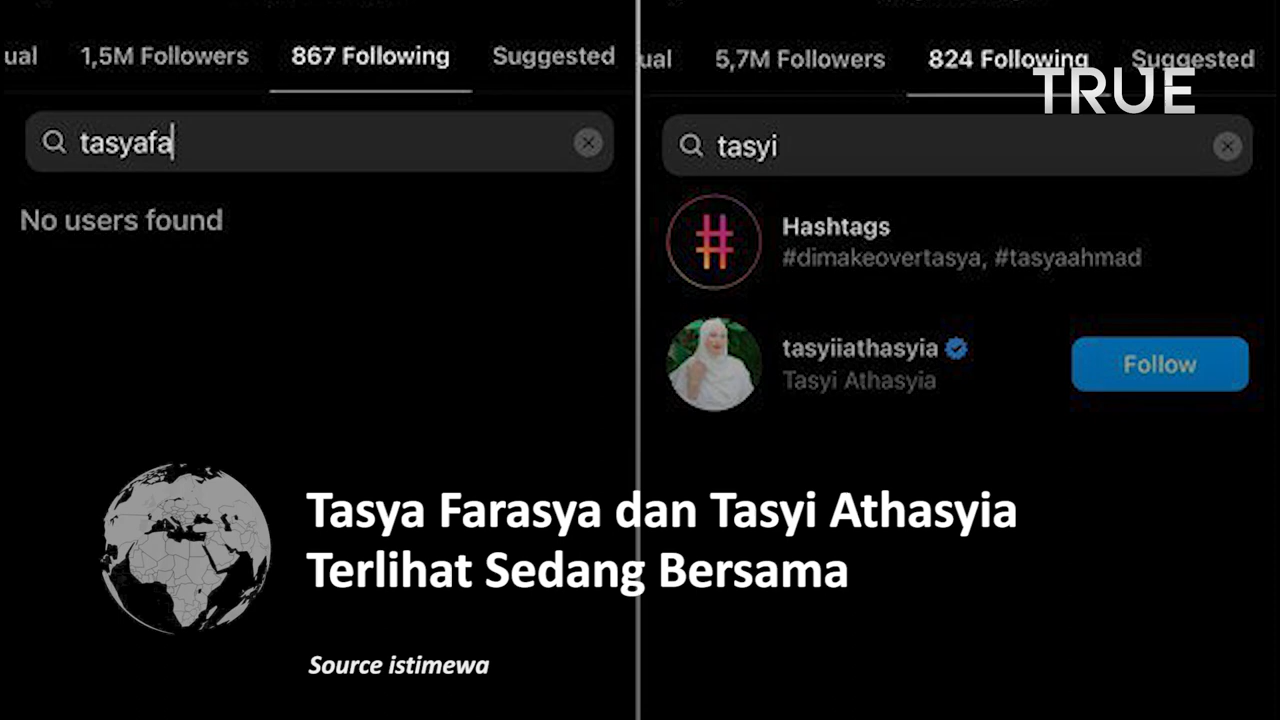 ual 1,5M Followers 867 Following Suggested
tasyafa
No users found
ual 5,7M Followers 824 Following Suggested
TRUE
tasyi
Hashtags
#dimakeovertasya, #tasyaahmad
tasyiiathasyia
Tasyi Athasyia
Follow
Tasya Farasya dan Tasyi Athasyia
Terlihat Sedang Bersama
Source istimewa